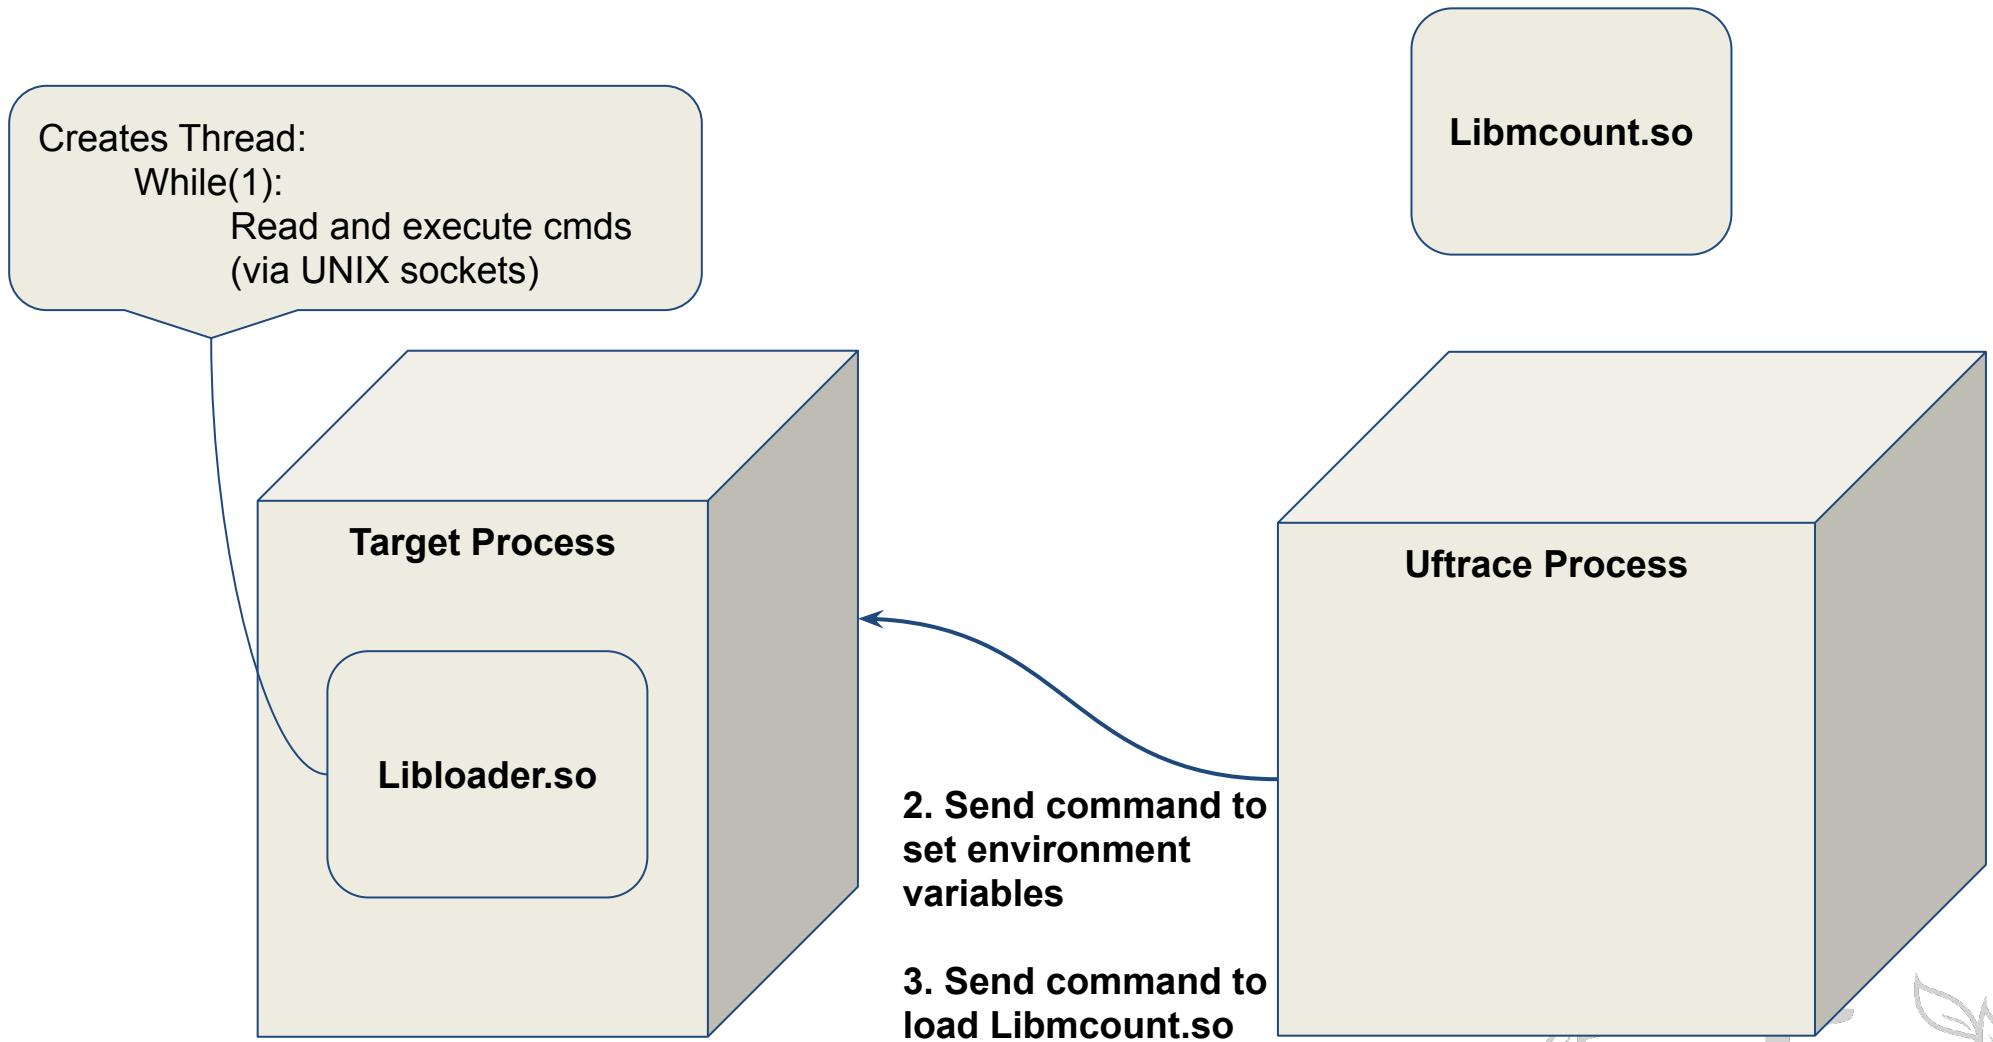 Libmcount.so
Creates Thread:
While(1):
Read and execute cmds
(via UNIX sockets)
Target Process
Uftrace Process
Libloader.so
2. Send command to
set environment
variables
3. Send command to
load Libmcount.so